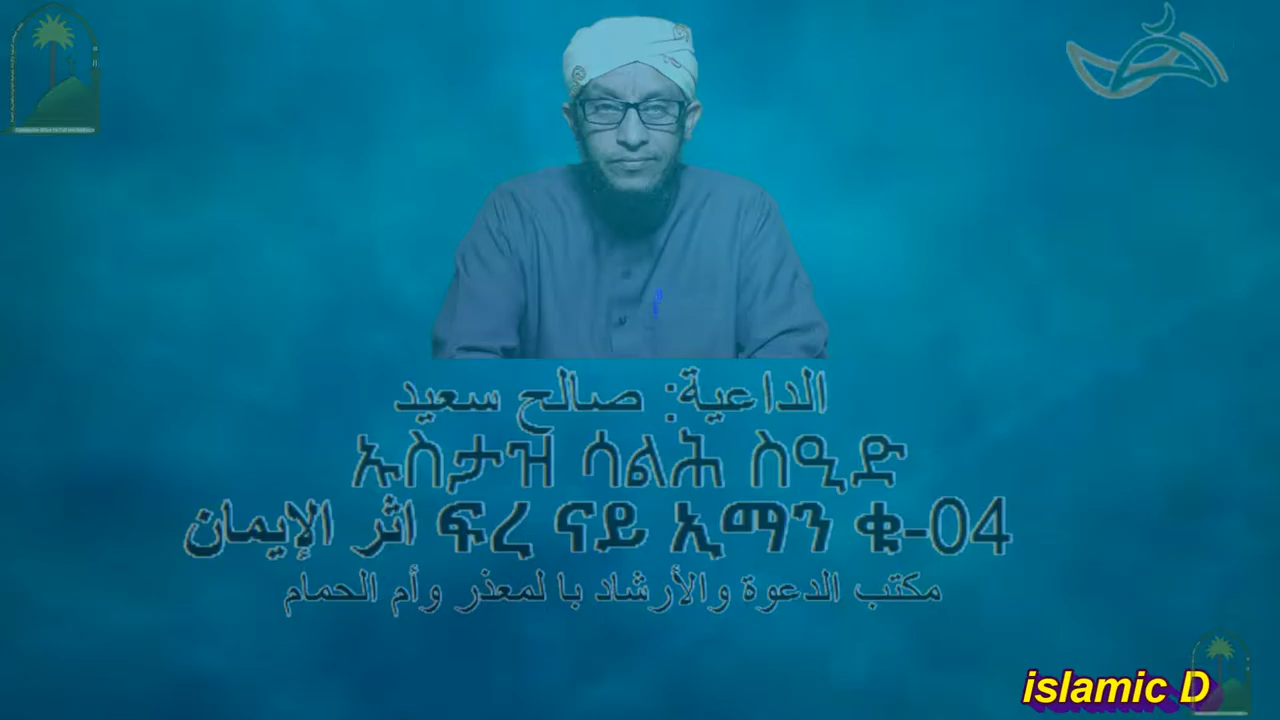 الداعية: صالح سعيد
ኡስታዝ ሳልሕ ስዒድ
اثر الإيمان ፍረ ናይ ኢማን ቂ-04
مكتب الدعوة والأرشاد با لمعذر وأم الحمام
islamic D